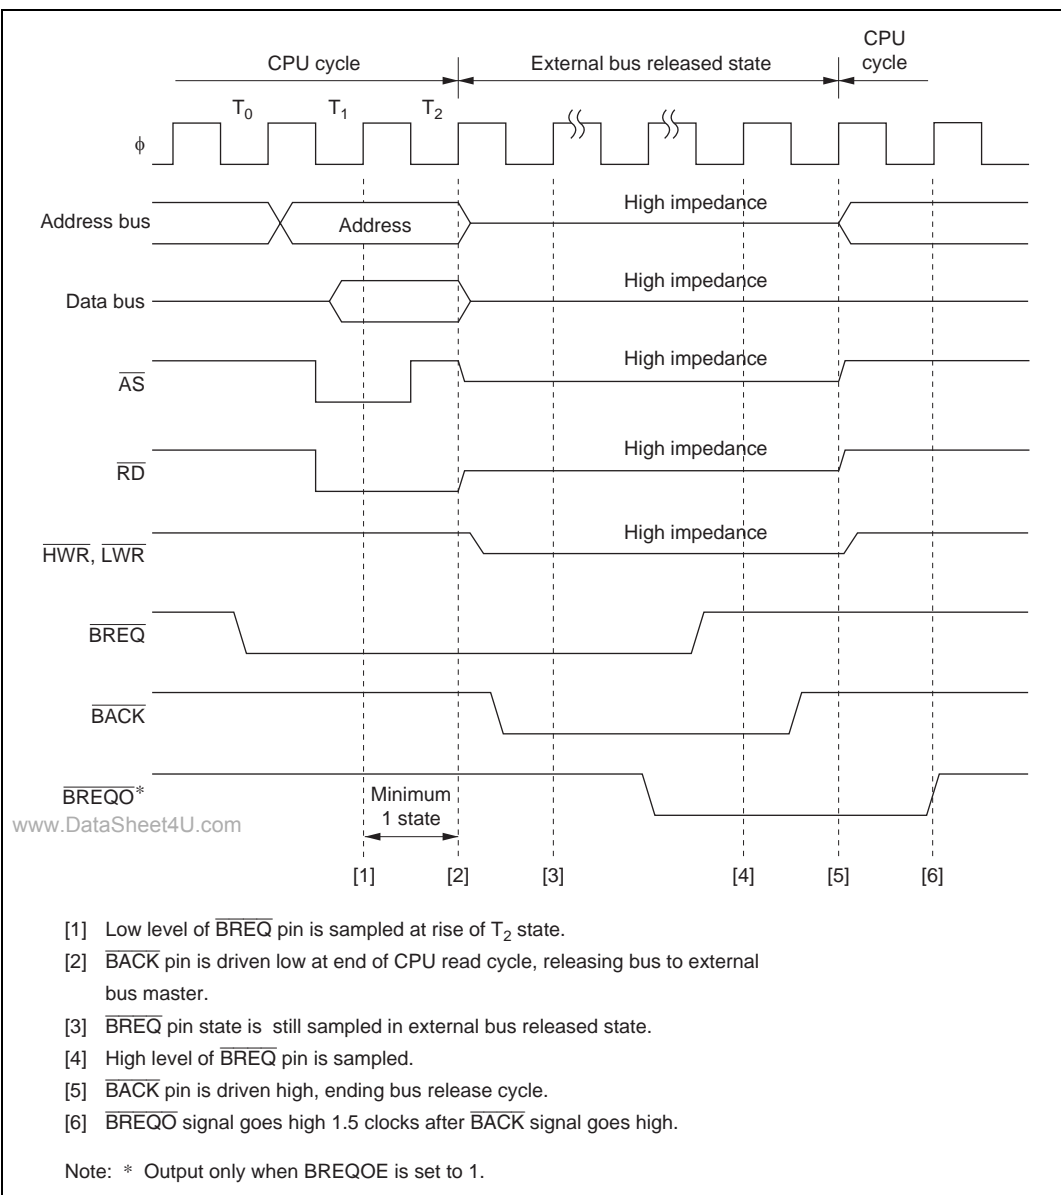 CPU cycle
External bus released state
CPU
cycle
T0
T1
T2
ϕ
Address bus
Address
High impedance
Data bus
High impedance
AS
High impedance
RD
High impedance
HWR, LWR
High impedance
BREQ
BACK
BREQO*
Minimum
1 state
www.DataSheet4U.com
[1]
[2]
[3]
[4]
[5]
[6]
[1] Low level of BREQ pin is sampled at rise of T2 state.
[2] BACK pin is driven low at end of CPU read cycle, releasing bus to external
bus master.
[3] BREQ pin state is still sampled in external bus released state.
[4] High level of BREQ pin is sampled.
[5] BACK pin is driven high, ending bus release cycle.
[6] BREQO signal goes high 1.5 clocks after BACK signal goes high.
Note: * Output only when BREQOE is set to 1.